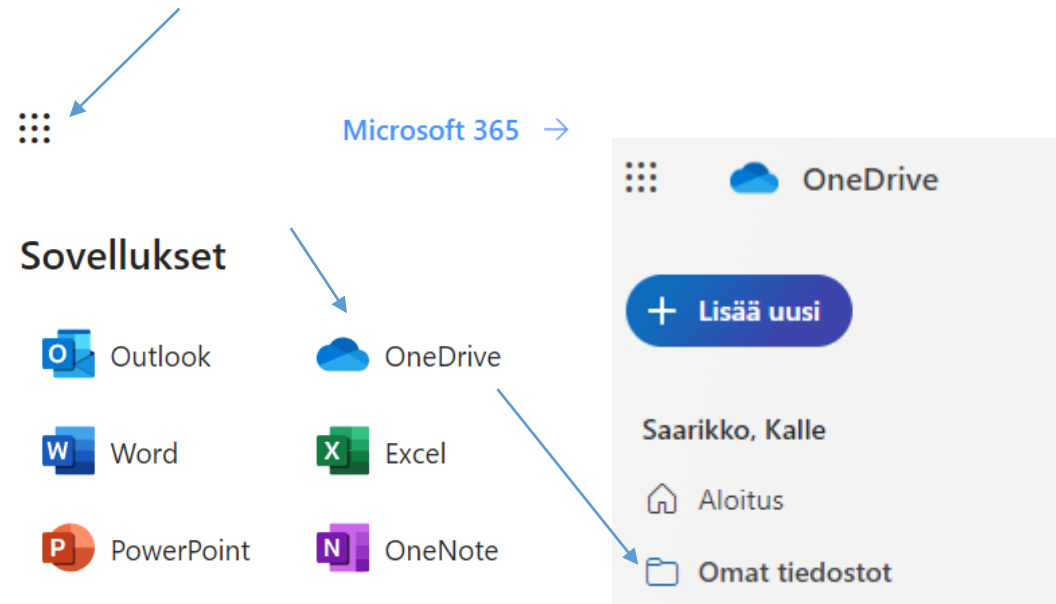 Microsoft 365 →
Sovellukset
Outlook
OneDrive
Word
Excel
PowerPoint
OneNote
OneDrive
+ Lisää uusi
Saarikko, Kalle
Aloitus
Omat tiedostot